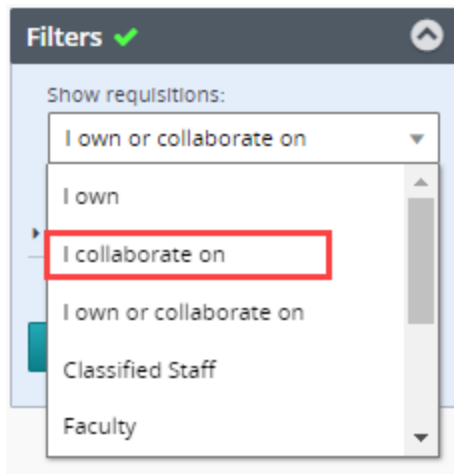 Filters
Show requisitions:
I own or collaborate on
I own
I collaborate on
I own or collaborate on
Classified Staff
Faculty